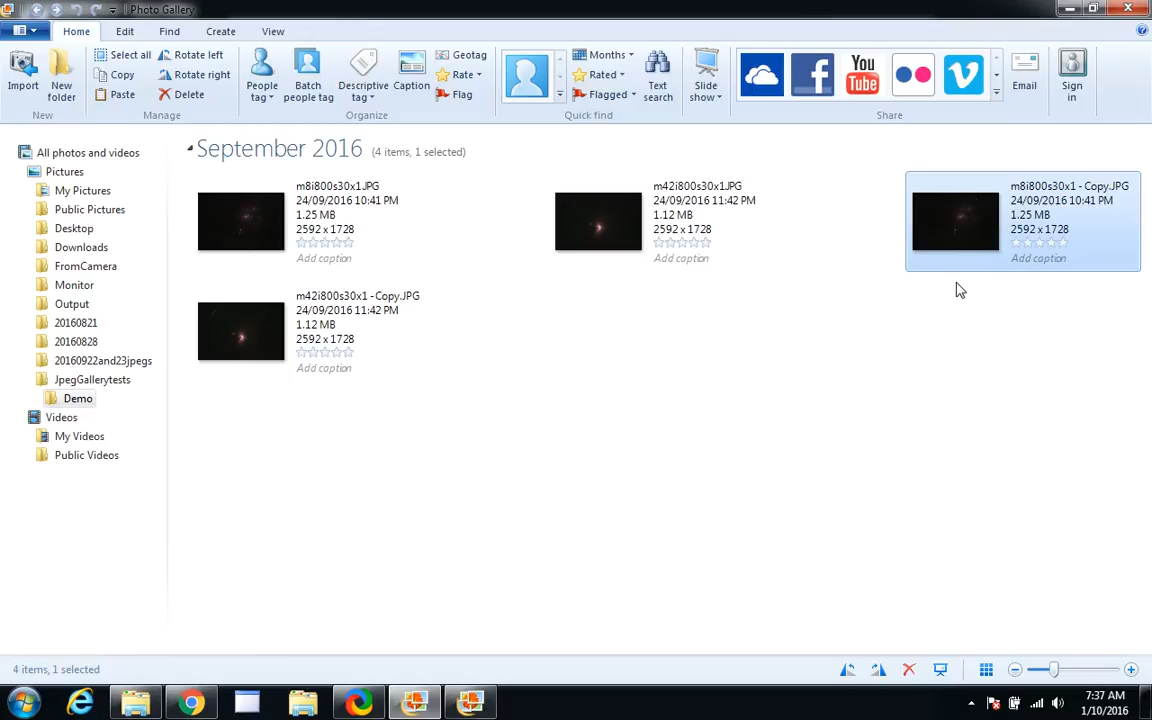 Photo Gallery
Home Edit Find Create View
Import
New folder
Select all
Copy
Paste
Rotate left
Rotate right
Delete
People tag
Batch people tag
Descriptive tag
Caption
Geotag
Rate
Flag
Months
Rated
Flagged
Text search
Slide show
You
Tube
Email
Sign in
New Manage Organize Quick find Share
All photos and videos
Pictures
My Pictures
Public Pictures
Desktop
Downloads
FromCamera
Monitor
Output
20160821
20160828
20160922and23jpegs
JpegGallerytests
Demo
Videos
My Videos
Public Videos
September 2016 (4 items, 1 selected)
m8i800s30x1.JPG
24/09/2016 10:41 PM
1.25 MB
2592 x 1728
Add caption
m42i800s30x1.JPG
24/09/2016 11:42 PM
1.12 MB
2592 x 1728
Add caption
m8i800s30x1 - Copy.JPG
24/09/2016 10:41 PM
1.25 MB
2592 x 1728
Add caption
m42i800s30x1 - Copy.JPG
24/09/2016 11:42 PM
1.12 MB
2592 x 1728
Add caption
4 items, 1 selected
7:37 AM
1/10/2016